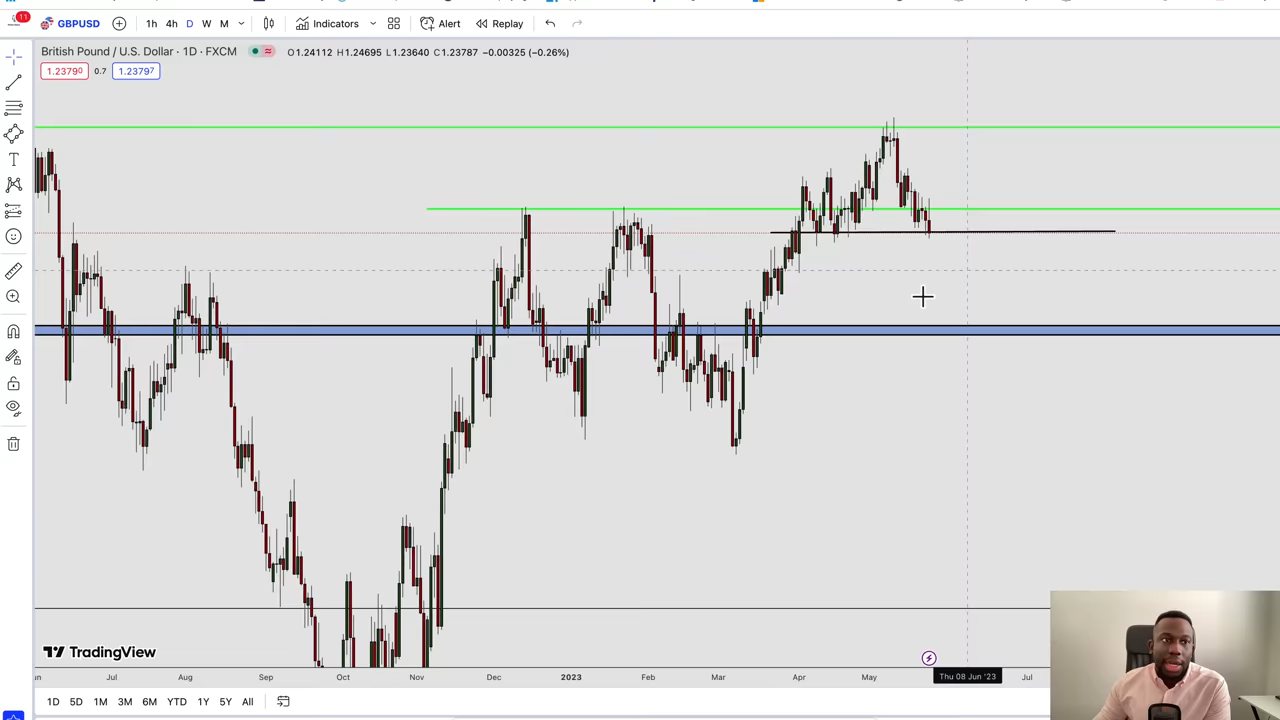 11
GBPUSD
1h 4h D W M
Indicators
Alert
Replay
British Pound / U.S. Dollar · 1D · FXCM
O1.24112 H1.24695 L1.23640 C1.23787 −0.00325 (−0.26%)
1.23790 0.7 1.23797
TradingView
Jul Aug Sep Oct Nov Dec 2023 Feb Mar Apr May Thu 08 Jun '23 Jul
1D 5D 1M 3M 6M YTD 1Y 5Y All